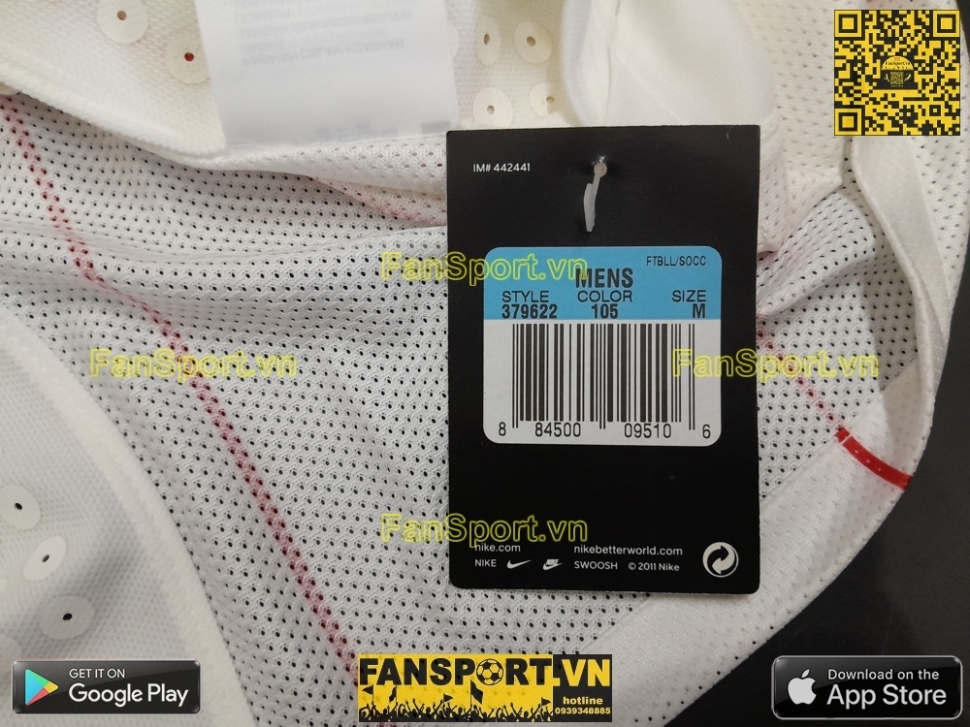 IM# 442441
FTBLL/SOCC
FanSport.vn
MENS
STYLE COLOR SIZE
379622 105 M
FanSport.vn FanSport.vn
8 84500 09510 6
FanSport.vn
nike.com nikebetterworld.com
NIKE SWOOSH © 2011 Nike
GET IT ON
Google Play
FANSPORT.VN
hotline
0939348885
Download on the
App Store